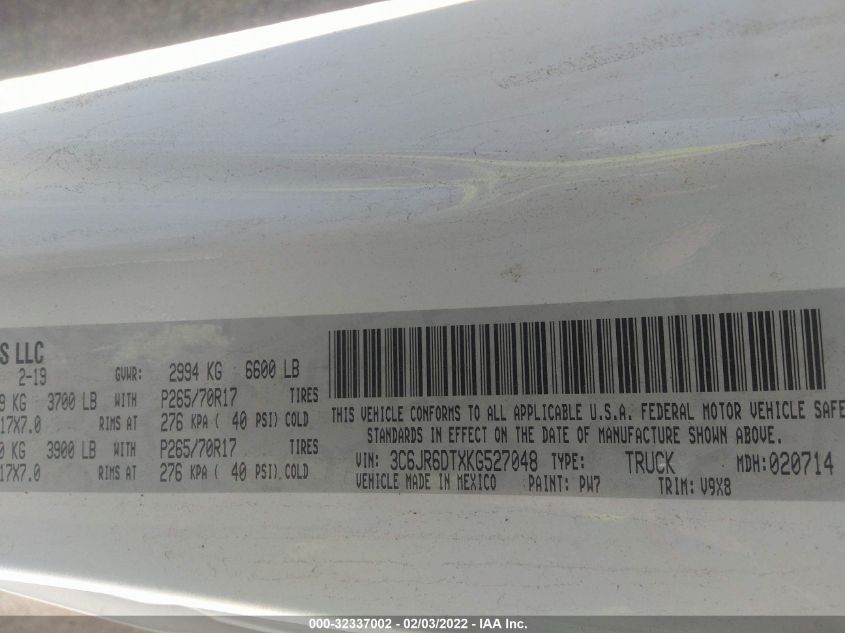 S LLC
2-19
GVWR: 2994 KG 6600 LB
9 KG 3700 LB WITH P265/70R17 TIRES
17X7.0 RIMS AT 276 KPA ( 40 PSI) COLD
0 KG 3900 LB WITH P265/70R17 TIRES
17X7.0 RIMS AT 276 KPA ( 40 PSI) COLD
THIS VEHICLE CONFORMS TO ALL APPLICABLE U.S.A. FEDERAL MOTOR VEHICLE SAFE
STANDARDS IN EFFECT ON THE DATE OF MANUFACTURE SHOWN ABOVE.
VIN: 3C6JR6DTXKG527048 TYPE: TRUCK MDH:020714
VEHICLE MADE IN MEXICO PAINT: PW7 TRIM: V9X8
000-32337002 - 02/03/2022 - IAA Inc.